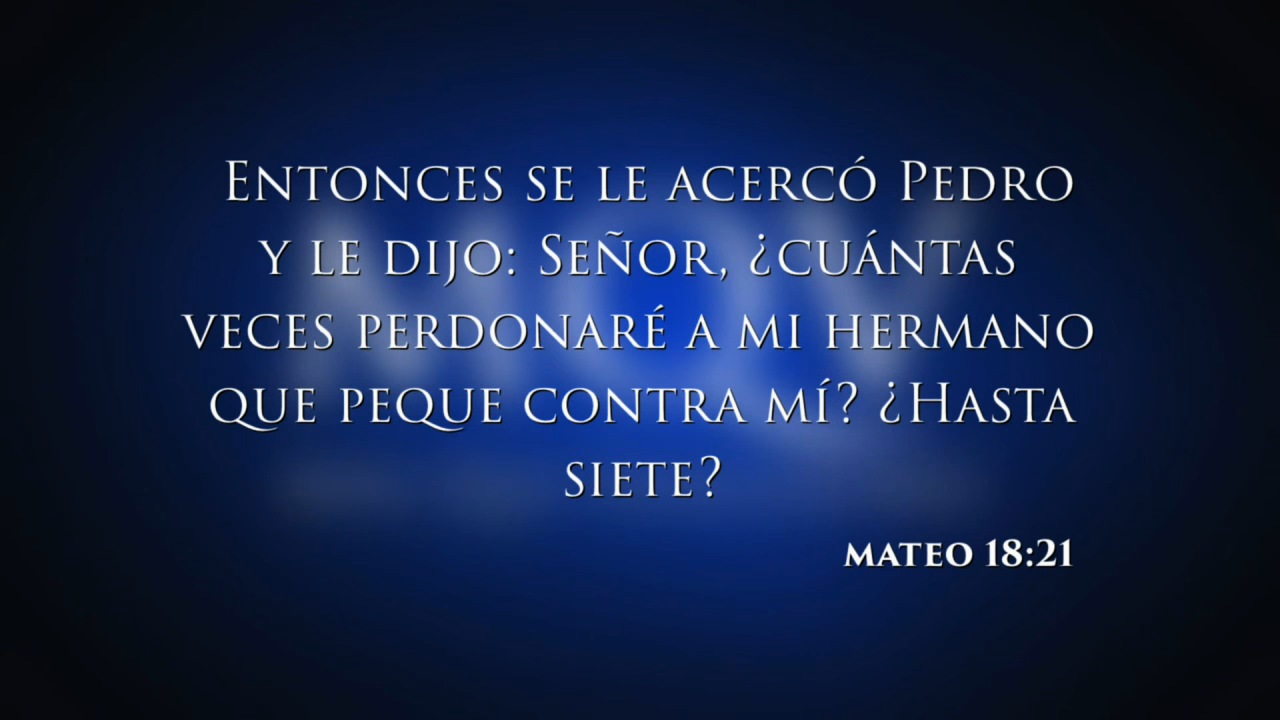 Entonces se le acercó Pedro
y le dijo: Señor, ¿cuántas
veces perdonaré a mi hermano
que peque contra mí? ¿Hasta
siete?
Mateo 18:21